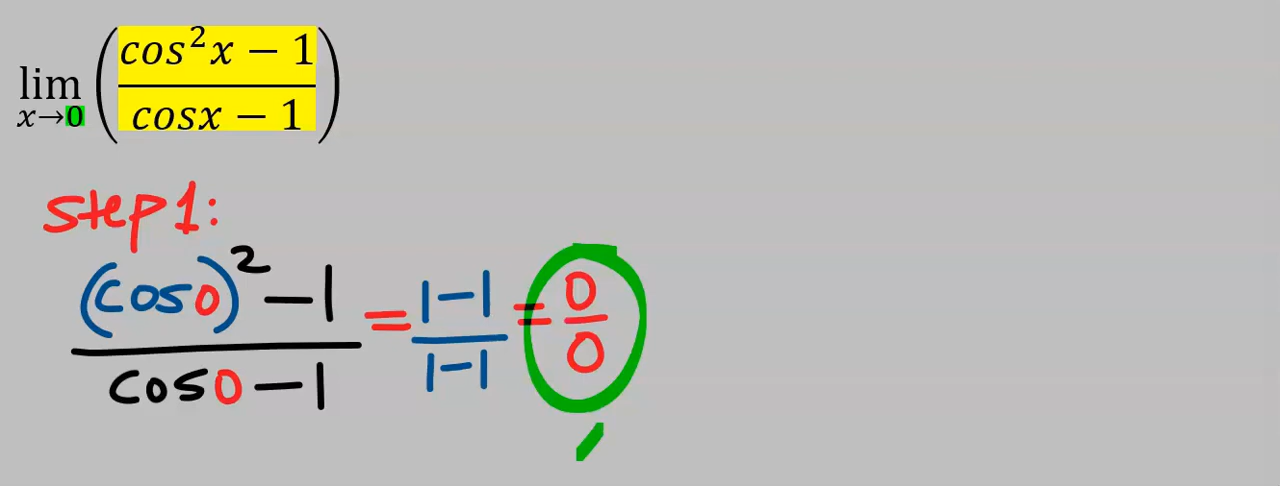 lim x→0 (cos²x − 1 / cosx − 1)
step 1:
(cos0)² − 1 / cos0 − 1 = 1−1 / 1−1 = 0 / 0